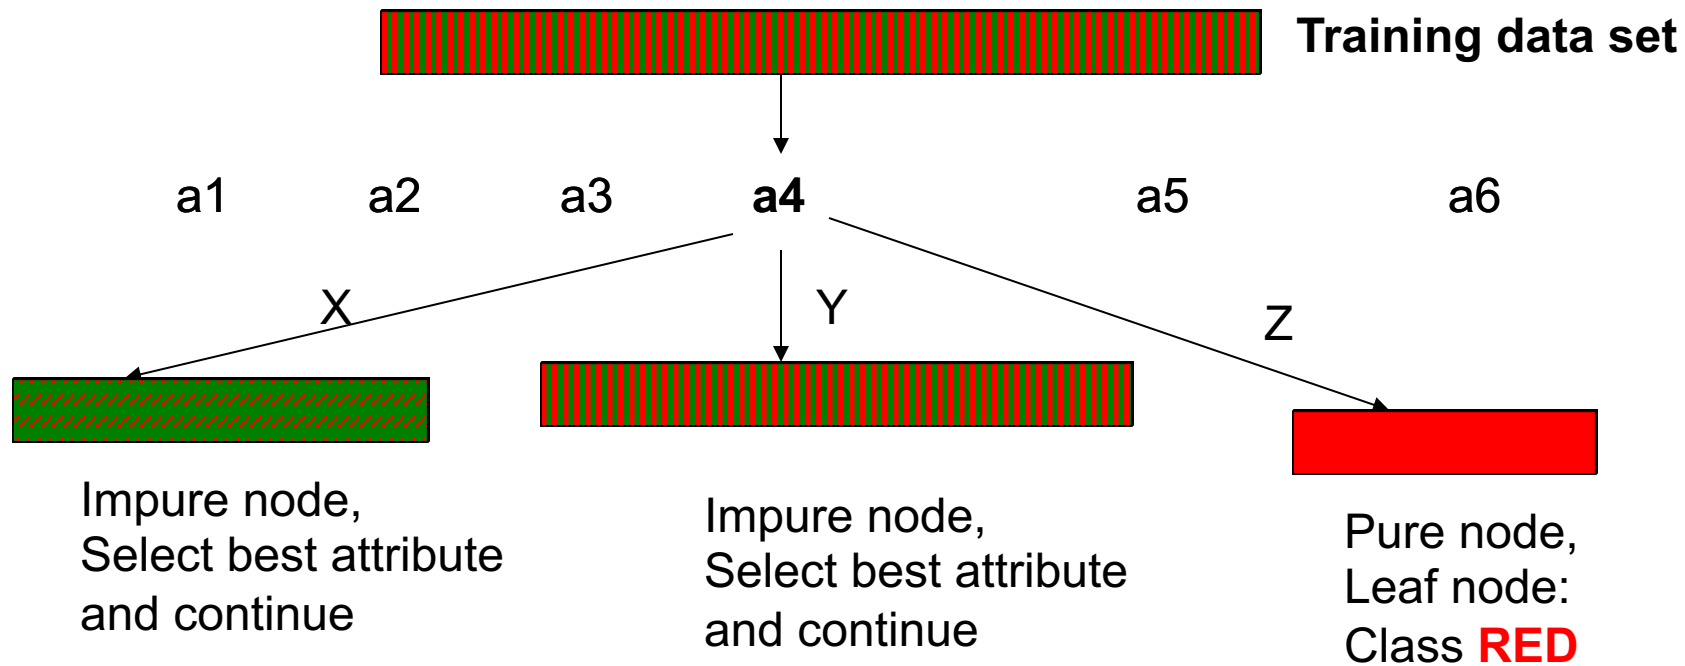 Training data set
a1 a2 a3 a4 a5 a6
X Y Z
Impure node,
Select best attribute
and continue
Impure node,
Select best attribute
and continue
Pure node,
Leaf node:
Class RED